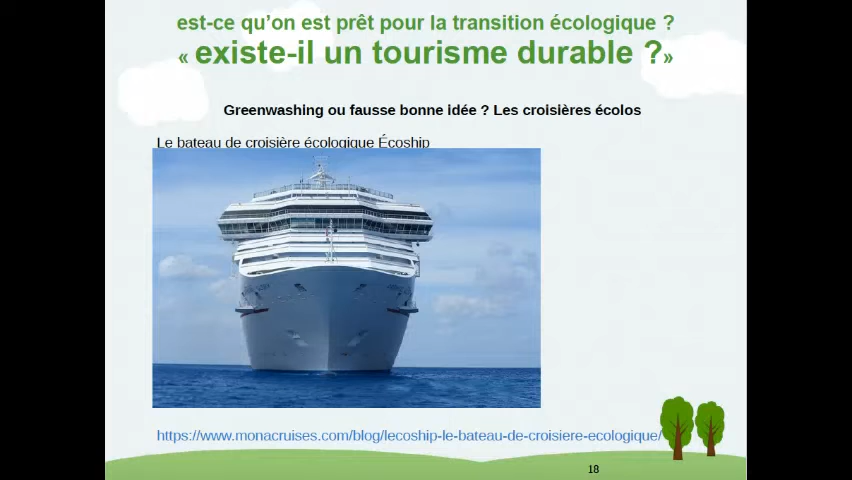 est-ce qu’on est prêt pour la transition écologique ?
« existe-il un tourisme durable ?»
Greenwashing ou fausse bonne idée ? Les croisières écolos
Le bateau de croisière écologique Écoship
https://www.monacruises.com/blog/lecoship-le-bateau-de-croisiere-ecologique/
18